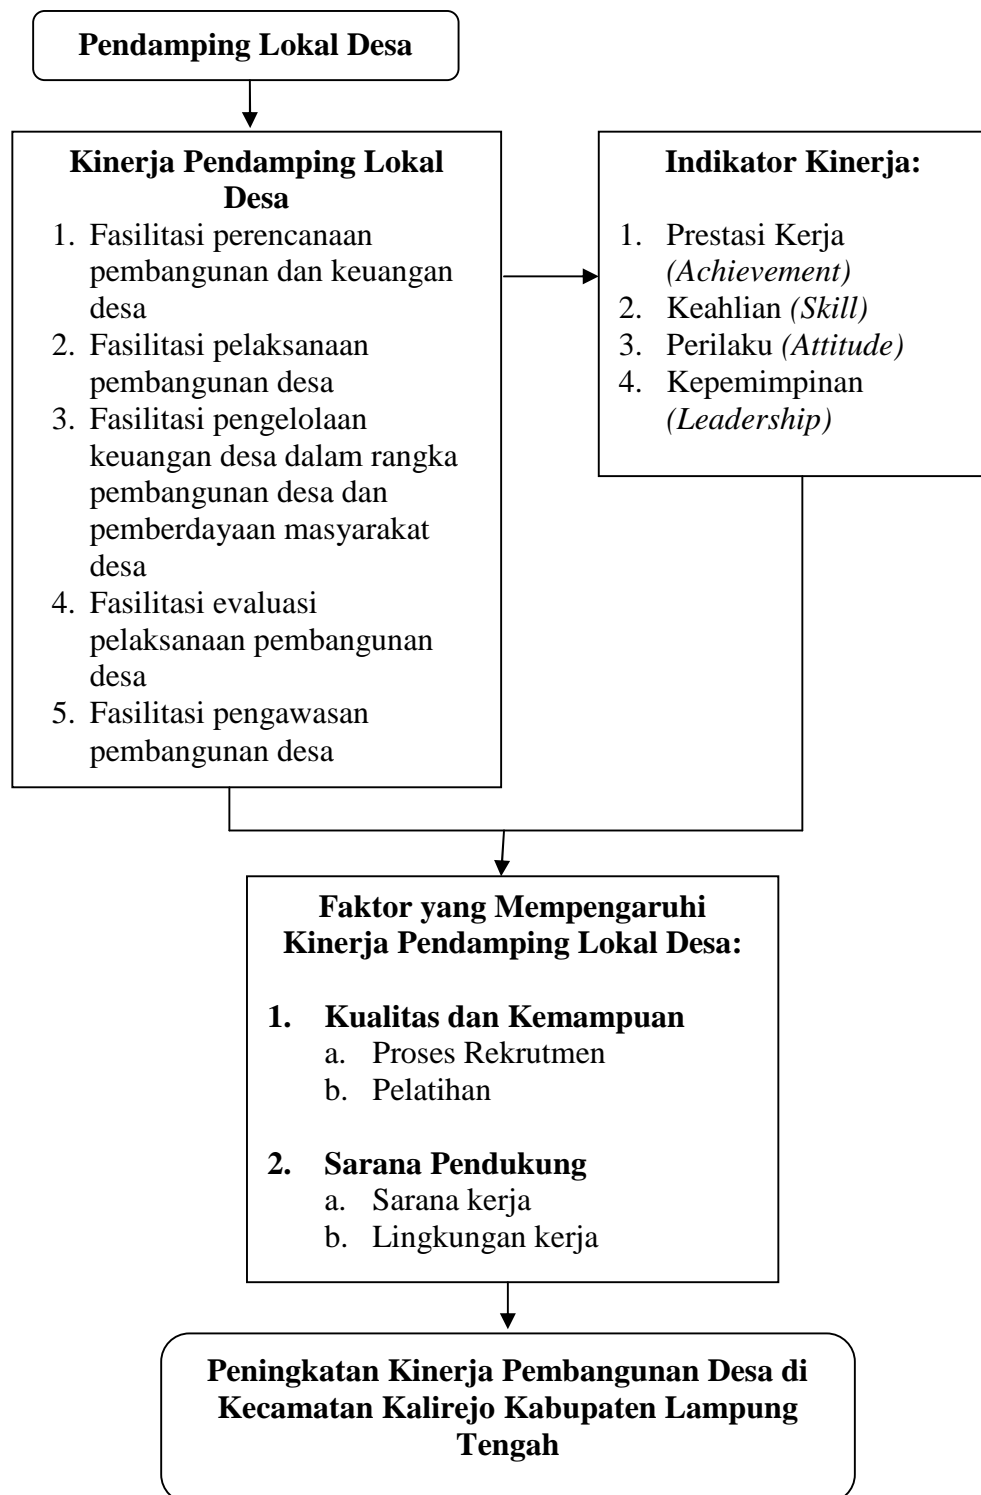 Pendamping Lokal Desa
Kinerja Pendamping Lokal
Desa
1. Fasilitasi perencanaan
pembangunan dan keuangan
desa
2. Fasilitasi pelaksanaan
pembangunan desa
3. Fasilitasi pengelolaan
keuangan desa dalam rangka
pembangunan desa dan
pemberdayaan masyarakat
desa
4. Fasilitasi evaluasi
pelaksanaan pembangunan
desa
5. Fasilitasi pengawasan
pembangunan desa
Indikator Kinerja:
1. Prestasi Kerja
(Achievement)
2. Keahlian (Skill)
3. Perilaku (Attitude)
4. Kepemimpinan
(Leadership)
Faktor yang Mempengaruhi
Kinerja Pendamping Lokal Desa:
1. Kualitas dan Kemampuan
a. Proses Rekrutmen
b. Pelatihan
2. Sarana Pendukung
a. Sarana kerja
b. Lingkungan kerja
Peningkatan Kinerja Pembangunan Desa di
Kecamatan Kalirejo Kabupaten Lampung
Tengah